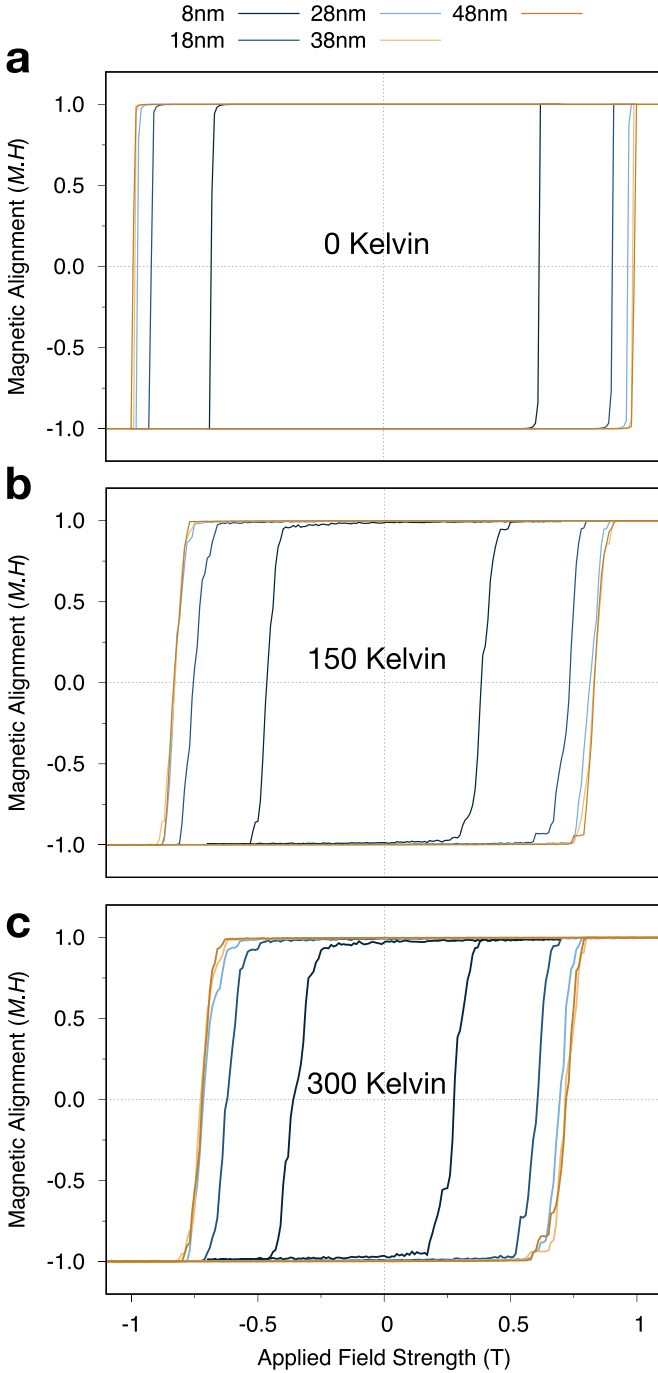 8nm 28nm 48nm
18nm 38nm
a
1.0
0.5
0.0
-0.5
-1.0
Magnetic Alignment (M.H)
0 Kelvin
b
1.0
0.5
0.0
-0.5
-1.0
Magnetic Alignment (M.H)
150 Kelvin
c
1.0
0.5
0.0
-0.5
-1.0
Magnetic Alignment (M.H)
300 Kelvin
-1 -0.5 0 0.5 1
Applied Field Strength (T)